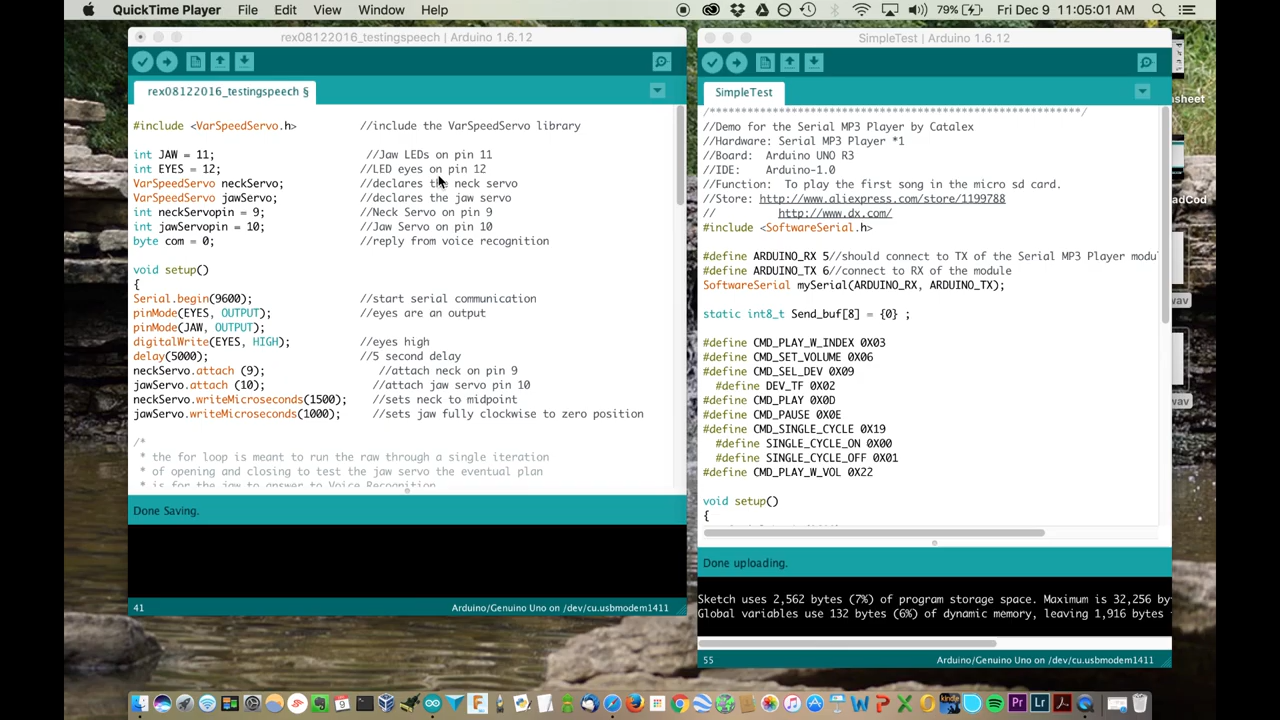 QuickTime Player File Edit View Window Help 79% Fri Dec 9 11:05:01 AM
rex08122016_testingspeech | Arduino 1.6.12
rex08122016_testingspeech §
#include <VarSpeedServo.h> //include the VarSpeedServo library
int JAW = 11; //Jaw LEDs on pin 11
int EYES = 12; //LED eyes on pin 12
VarSpeedServo neckServo; //declares the neck servo
VarSpeedServo jawServo; //declares the jaw servo
int neckServopin = 9; //Neck Servo on pin 9
int jawServopin = 10; //Jaw Servo on pin 10
byte com = 0; //reply from voice recognition
void setup()
{
Serial.begin(9600); //start serial communication
pinMode(EYES, OUTPUT); //eyes are an output
pinMode(JAW, OUTPUT);
digitalWrite(EYES, HIGH); //eyes high
delay(5000); //5 second delay
neckServo.attach (9); //attach neck on pin 9
jawServo.attach (10); //attach jaw servo pin 10
neckServo.writeMicroseconds(1500); //sets neck to midpoint
jawServo.writeMicroseconds(1000); //sets jaw fully clockwise to zero position
/*
* the for loop is meant to run the raw through a single iteration
* of opening and closing to test the jaw servo the eventual plan
* is for the jaw to answer to Voice Recognition
Done Saving.
41 Arduino/Genuino Uno on /dev/cu.usbmodem1411
SimpleTest | Arduino 1.6.12
SimpleTest
/***********************************************************/
//Demo for the Serial MP3 Player by Catalex
//Hardware: Serial MP3 Player *1
//Board: Arduino UNO R3
//IDE: Arduino-1.0
//Function: To play the first song in the micro sd card.
//Store: http://www.aliexpress.com/store/1199788
// http://www.dx.com/
#include <SoftwareSerial.h>
#define ARDUINO_RX 5//should connect to TX of the Serial MP3 Player modu
#define ARDUINO_TX 6//connect to RX of the module
SoftwareSerial mySerial(ARDUINO_RX, ARDUINO_TX);
static int8_t Send_buf[8] = {0} ;
#define CMD_PLAY_W_INDEX 0X03
#define CMD_SET_VOLUME 0X06
#define CMD_SEL_DEV 0X09
#define DEV_TF 0X02
#define CMD_PLAY 0X0D
#define CMD_PAUSE 0X0E
#define CMD_SINGLE_CYCLE 0X19
#define SINGLE_CYCLE_ON 0X00
#define SINGLE_CYCLE_OFF 0X01
#define CMD_PLAY_W_VOL 0X22
void setup()
{
Done uploading.
Sketch uses 2,562 bytes (7%) of program storage space. Maximum is 32,256 by
Global variables use 132 bytes (6%) of dynamic memory, leaving 1,916 bytes
55 Arduino/Genuino Uno on /dev/cu.usbmodem1411